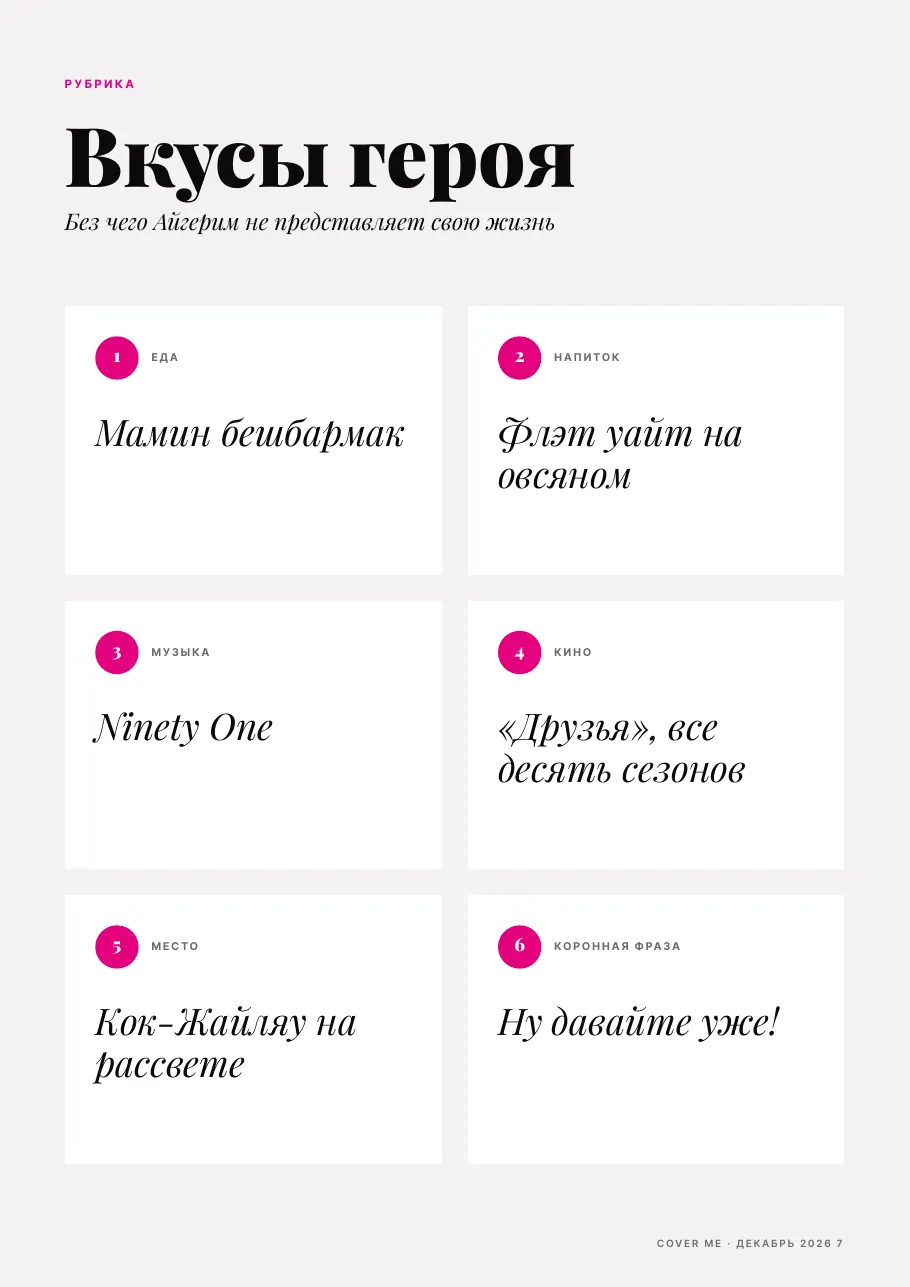 РУБРИКА
Вкусы героя
Без чего Айгерим не представляет свою жизнь
1 ЕДА
Мамин бешбармак
2 НАПИТОК
Флэт уайт на
овсяном
3 МУЗЫКА
Ninety One
4 КИНО
«Друзья», все
десять сезонов
5 МЕСТО
Кок-Жайляу на
рассвете
6 КОРОННАЯ ФРАЗА
Ну давайте уже!
COVER ME · ДЕКАБРЬ 2026 7